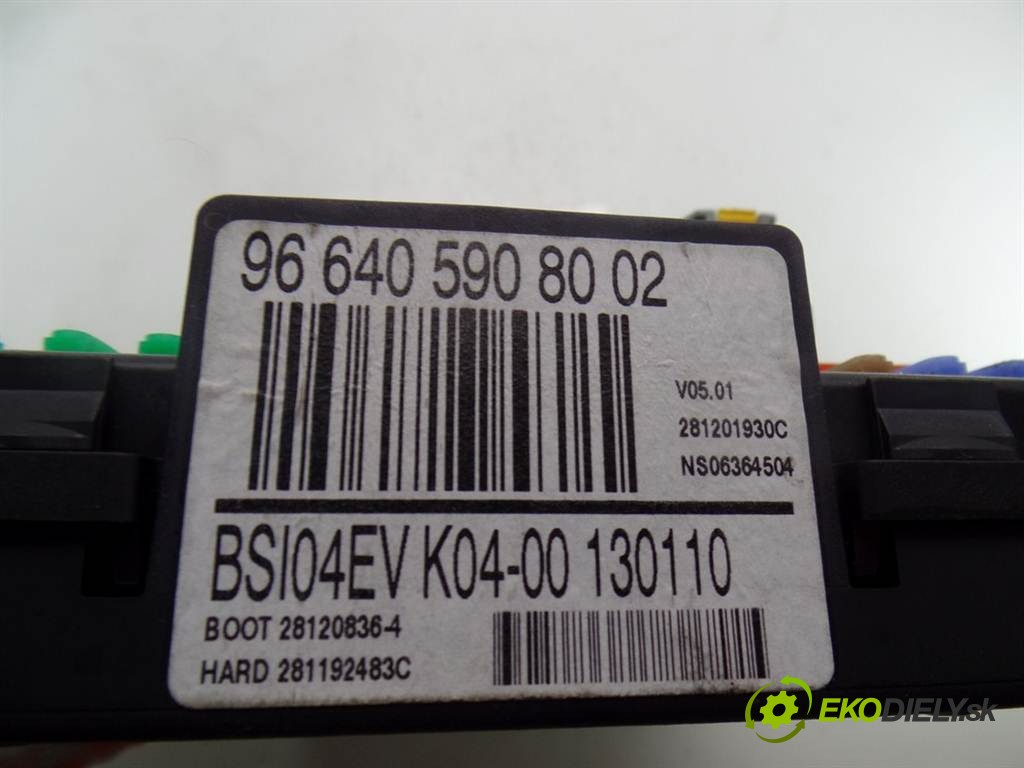 96 640 590 80 02
V05.01
281201930C
NS06364504
BSI04EV K04-00 130110
BOOT 28120836-4
HARD 281192483C
EKODIELY.sk